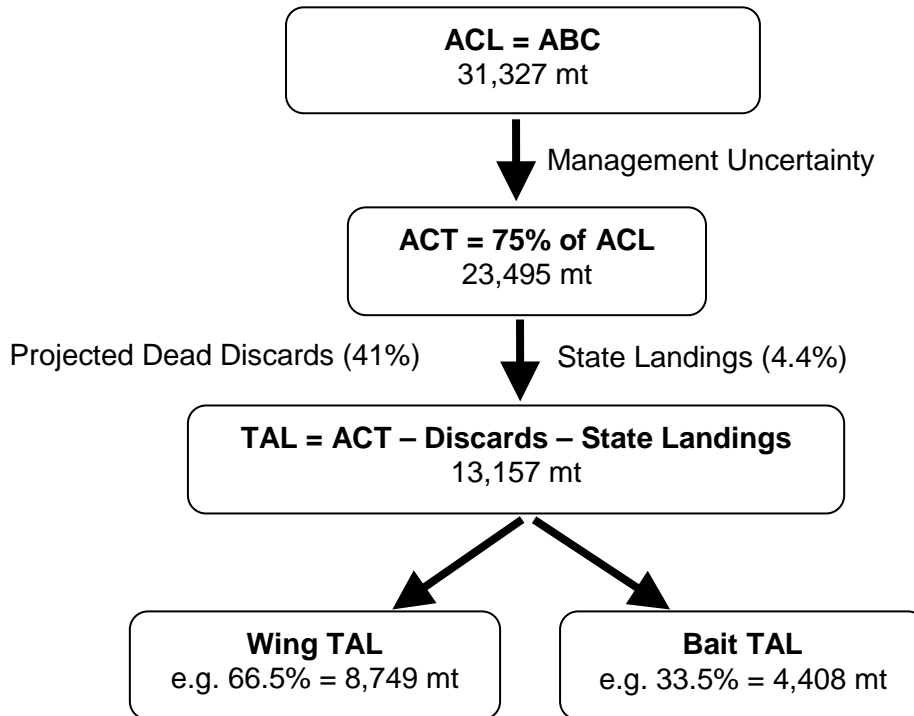 ACL = ABC
31,327 mt
Management Uncertainty
ACT = 75% of ACL
23,495 mt
Projected Dead Discards (41%)
State Landings (4.4%)
TAL = ACT – Discards – State Landings
13,157 mt
Wing TAL
e.g. 66.5% = 8,749 mt
Bait TAL
e.g. 33.5% = 4,408 mt